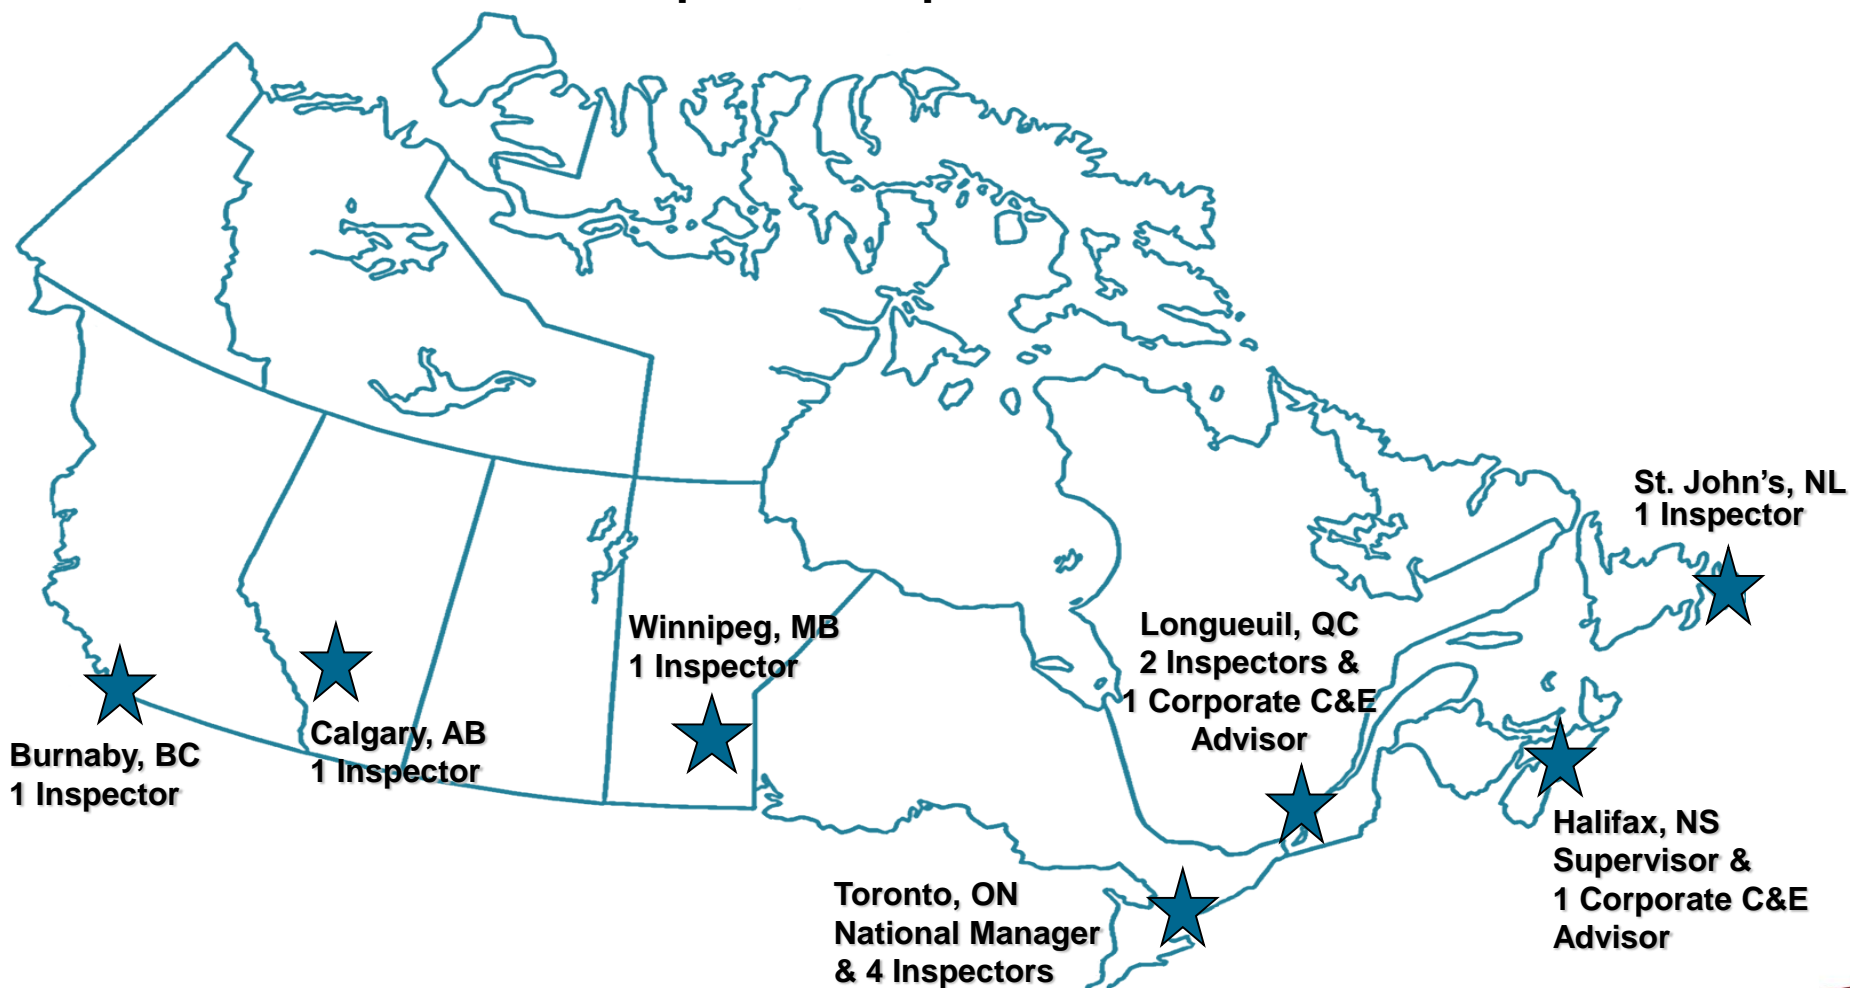 St. John’s, NL
1 Inspector
Winnipeg, MB
1 Inspector
Longueuil, QC
2 Inspectors &
1 Corporate C&E
Advisor
Calgary, AB
1 Inspector
Burnaby, BC
1 Inspector
Halifax, NS
Supervisor &
1 Corporate C&E
Advisor
Toronto, ON
National Manager
& 4 Inspectors